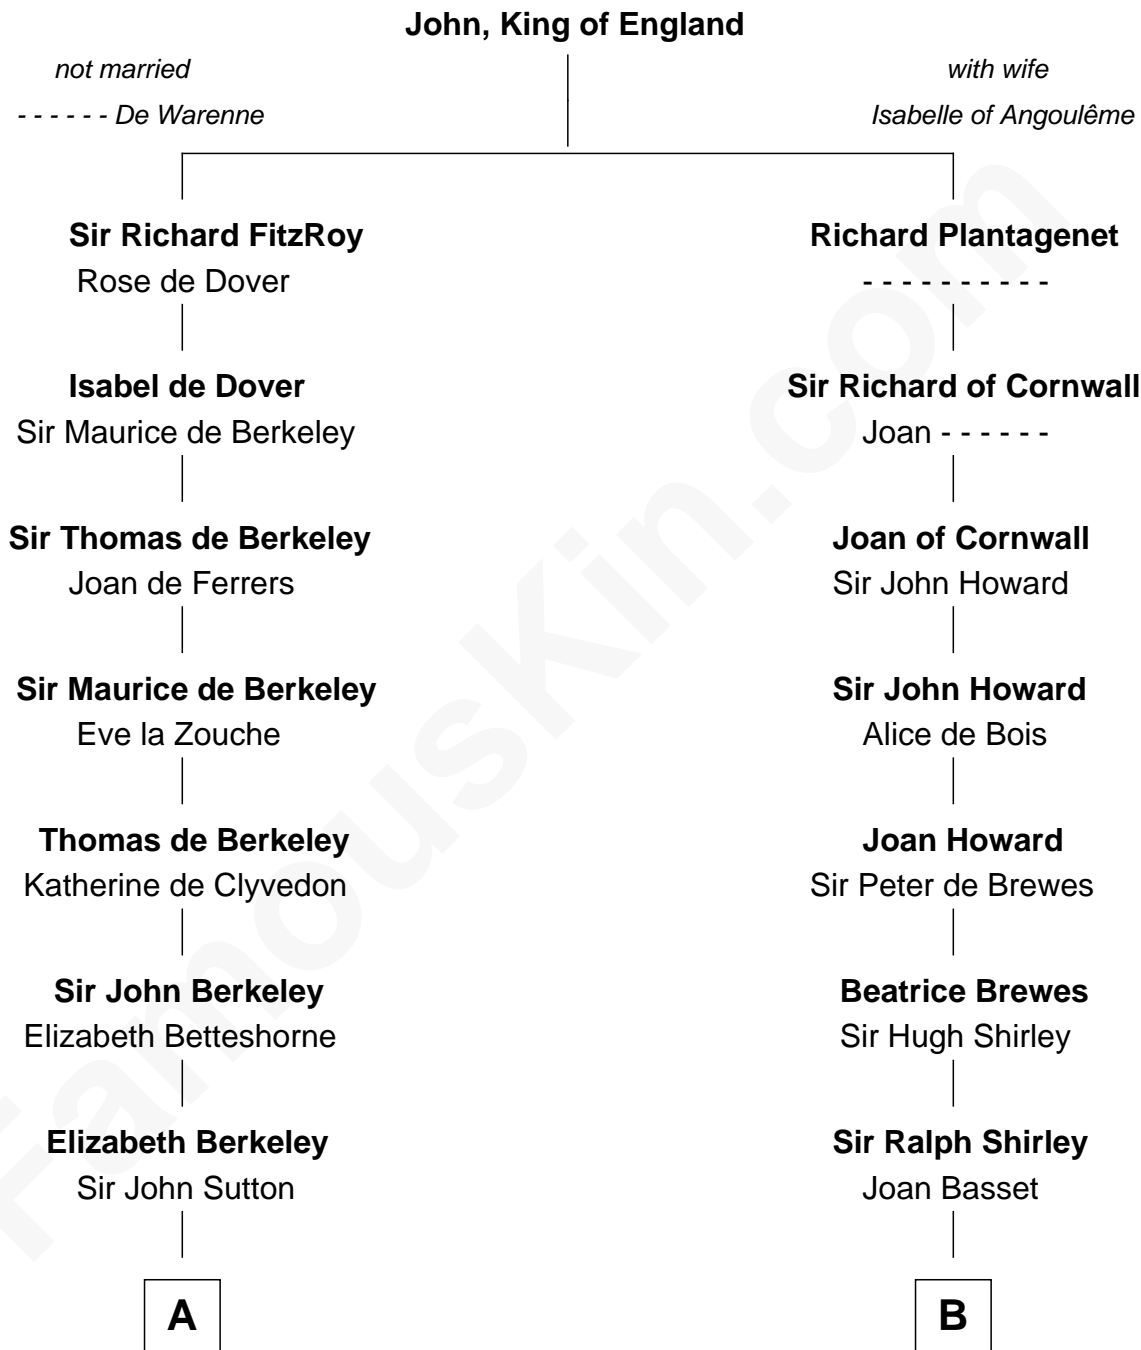 John, King of England
not married
- - - - - - De Warenne
with wife
Isabelle of Angoulême
Sir Richard FitzRoy
Rose de Dover
Richard Plantagenet
- - - - - - - - - -
Isabel de Dover
Sir Maurice de Berkeley
Sir Richard of Cornwall
Joan - - - - - -
Sir Thomas de Berkeley
Joan de Ferrers
Joan of Cornwall
Sir John Howard
Sir Maurice de Berkeley
Eve la Zouche
Sir John Howard
Alice de Bois
Thomas de Berkeley
Katherine de Clyvedon
Joan Howard
Sir Peter de Brewes
Sir John Berkeley
Elizabeth Betteshorne
Beatrice Brewes
Sir Hugh Shirley
Elizabeth Berkeley
Sir John Sutton
Sir Ralph Shirley
Joan Basset
A
B
FamousKin.com